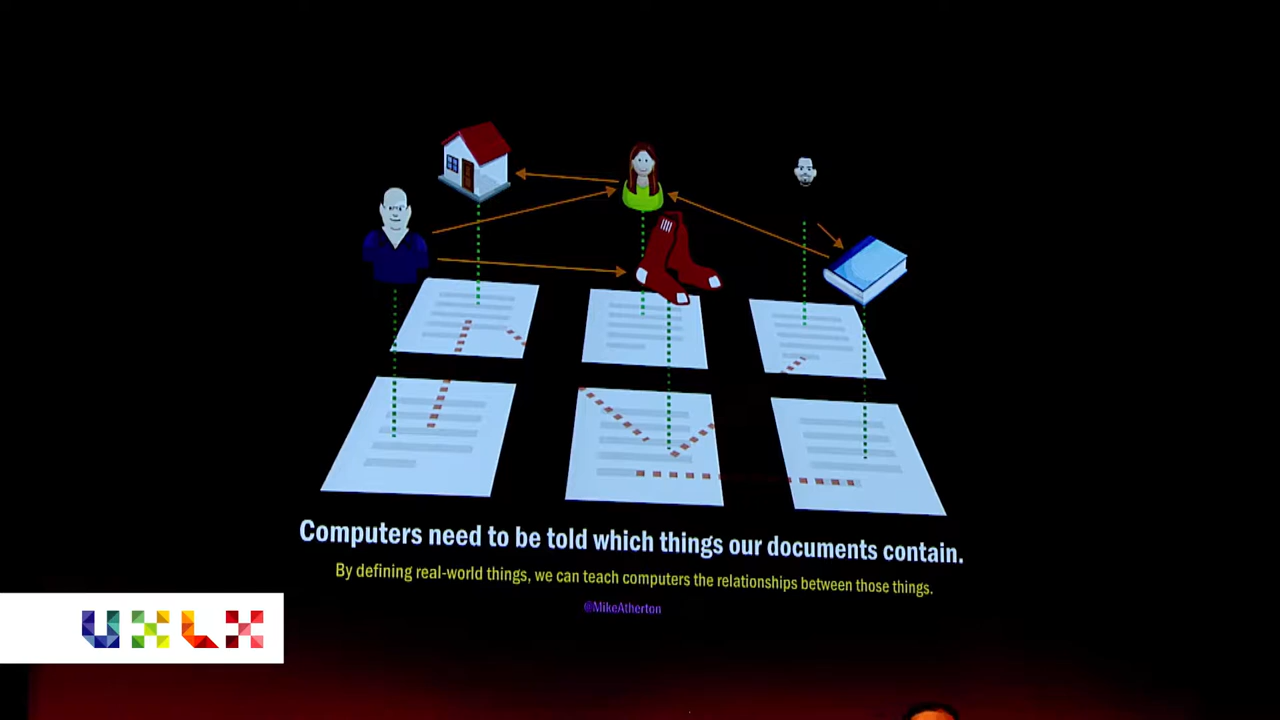 Computers need to be told which things our documents contain.
By defining real-world things, we can teach computers the relationships between those things.
@MikeAtherton
UXLX